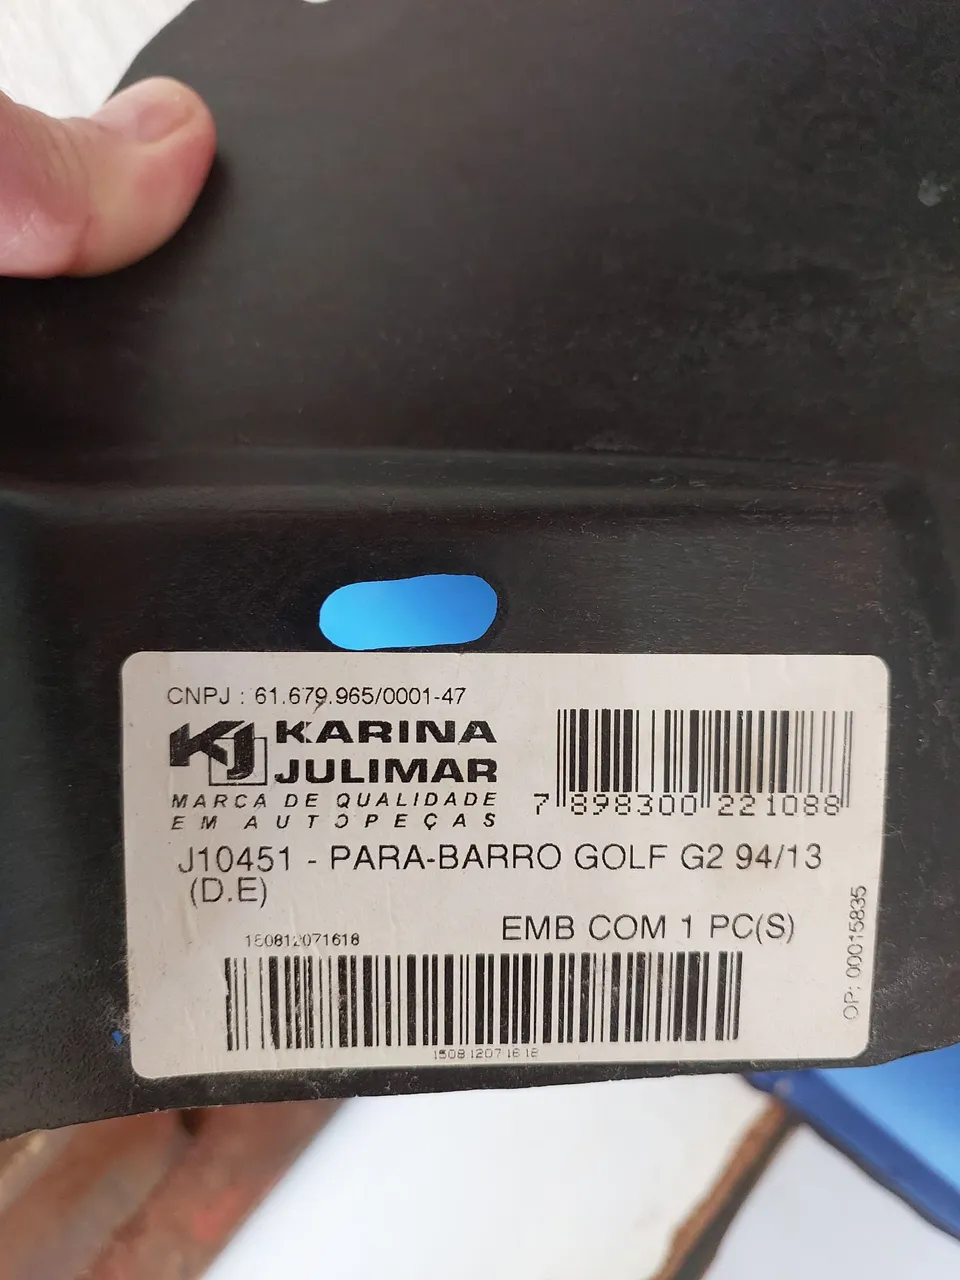 CNPJ : 61.679.965/0001-47
KJ KARINA
JULIMAR
MARCA DE QUALIDADE
EM AUTOPEÇAS
7 898300 221088
J10451 - PARA-BARRO GOLF G2 94/13
(D.E)
EMB COM 1 PC(S)
150812071618
150812071618
OP: 00015835